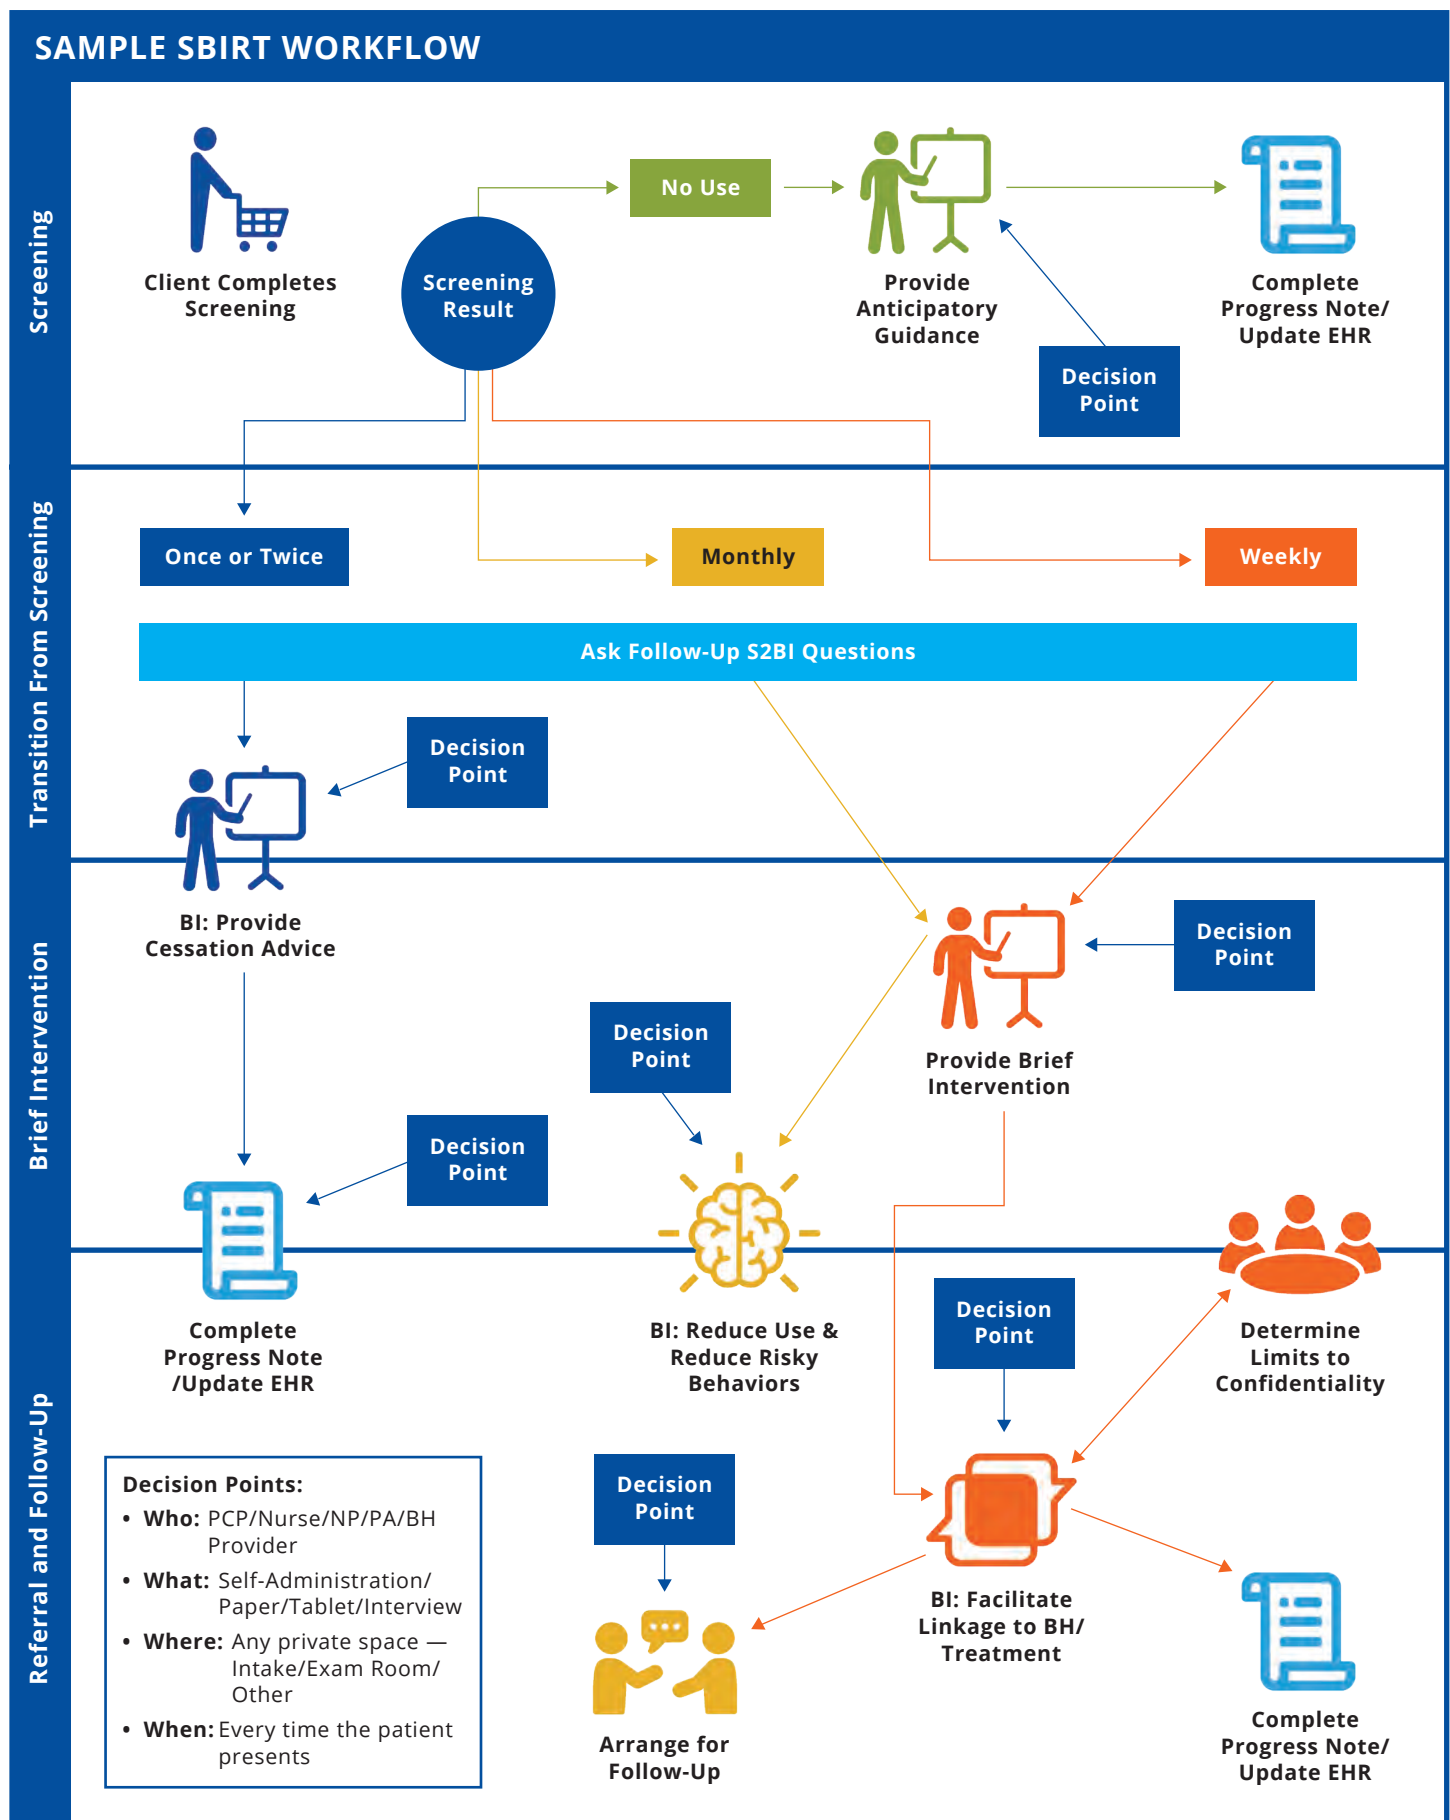 SAMPLE SBIRT WORKFLOW
Screening
Client Completes
Screening
Screening
Result
No Use
Provide
Anticipatory
Guidance
Complete
Progress Note/
Update EHR
Decision
Point
Transition From Screening
Once or Twice
Monthly
Weekly
Ask Follow-Up S2BI Questions
Decision
Point
Brief Intervention
BI: Provide
Cessation Advice
Decision
Point
Provide Brief
Intervention
Decision
Point
Decision
Point
Referral and Follow-Up
Complete
Progress Note
/Update EHR
BI: Reduce Use &
Reduce Risky
Behaviors
Decision
Point
Determine
Limits to
Confidentiality
Decision Points:
• Who: PCP/Nurse/NP/PA/BH
Provider
• What: Self-Administration/
Paper/Tablet/Interview
• Where: Any private space —
Intake/Exam Room/
Other
• When: Every time the patient
presents
Decision
Point
Arrange for
Follow-Up
BI: Facilitate
Linkage to BH/
Treatment
Complete
Progress Note/
Update EHR